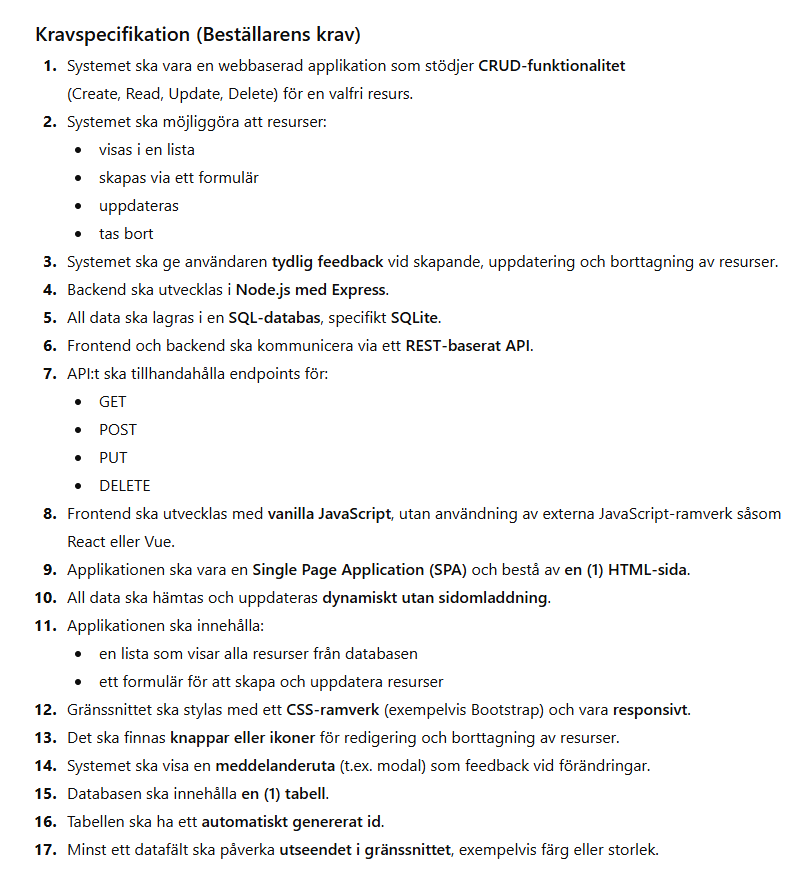 Kravspecifikation (Beställarens krav)
1. Systemet ska vara en webbaserad applikation som stödjer CRUD-funktionalitet
(Create, Read, Update, Delete) för en valfri resurs.
2. Systemet ska möjliggöra att resurser:
• visas i en lista
• skapas via ett formulär
• uppdateras
• tas bort
3. Systemet ska ge användaren tydlig feedback vid skapande, uppdatering och borttagning av resurser.
4. Backend ska utvecklas i Node.js med Express.
5. All data ska lagras i en SQL-databas, specifikt SQLite.
6. Frontend och backend ska kommunicera via ett REST-baserat API.
7. API:t ska tillhandahålla endpoints för:
• GET
• POST
• PUT
• DELETE
8. Frontend ska utvecklas med vanilla JavaScript, utan användning av externa JavaScript-ramverk såsom
React eller Vue.
9. Applikationen ska vara en Single Page Application (SPA) och bestå av en (1) HTML-sida.
10. All data ska hämtas och uppdateras dynamiskt utan sidomladdning.
11. Applikationen ska innehålla:
• en lista som visar alla resurser från databasen
• ett formulär för att skapa och uppdatera resurser
12. Gränssnittet ska stylas med ett CSS-ramverk (exempelvis Bootstrap) och vara responsivt.
13. Det ska finnas knappar eller ikoner för redigering och borttagning av resurser.
14. Systemet ska visa en meddelanderuta (t.ex. modal) som feedback vid förändringar.
15. Databasen ska innehålla en (1) tabell.
16. Tabellen ska ha ett automatiskt genererat id.
17. Minst ett datafält ska påverka utseendet i gränssnittet, exempelvis färg eller storlek.